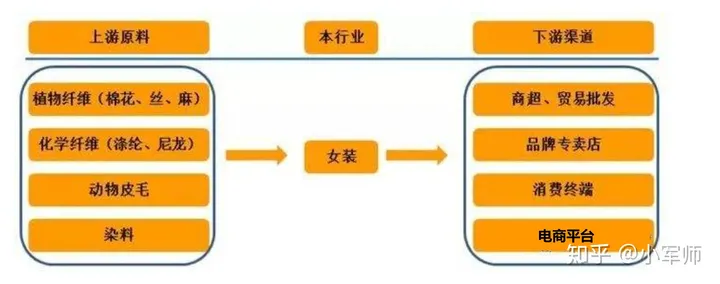 上游原料
本行业
下游渠道
植物纤维（棉花、丝、麻）
化学纤维（涤纶、尼龙）
动物皮毛
染料
女装
商超、贸易批发
品牌专卖店
消费终端
电商平台
知乎 @小军师